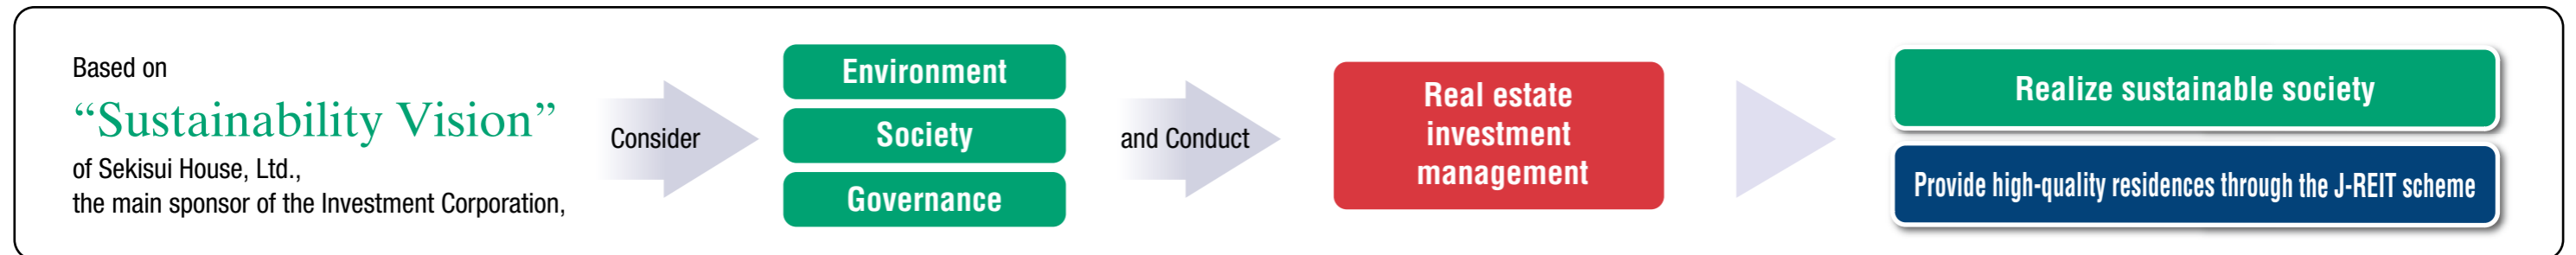 Based on
“Sustainability Vision”
of Sekisui House, Ltd.,
the main sponsor of the Investment Corporation,
Consider
Environment
Society
Governance
and Conduct
Real estate
investment
management
Realize sustainable society
Provide high-quality residences through the J-REIT scheme